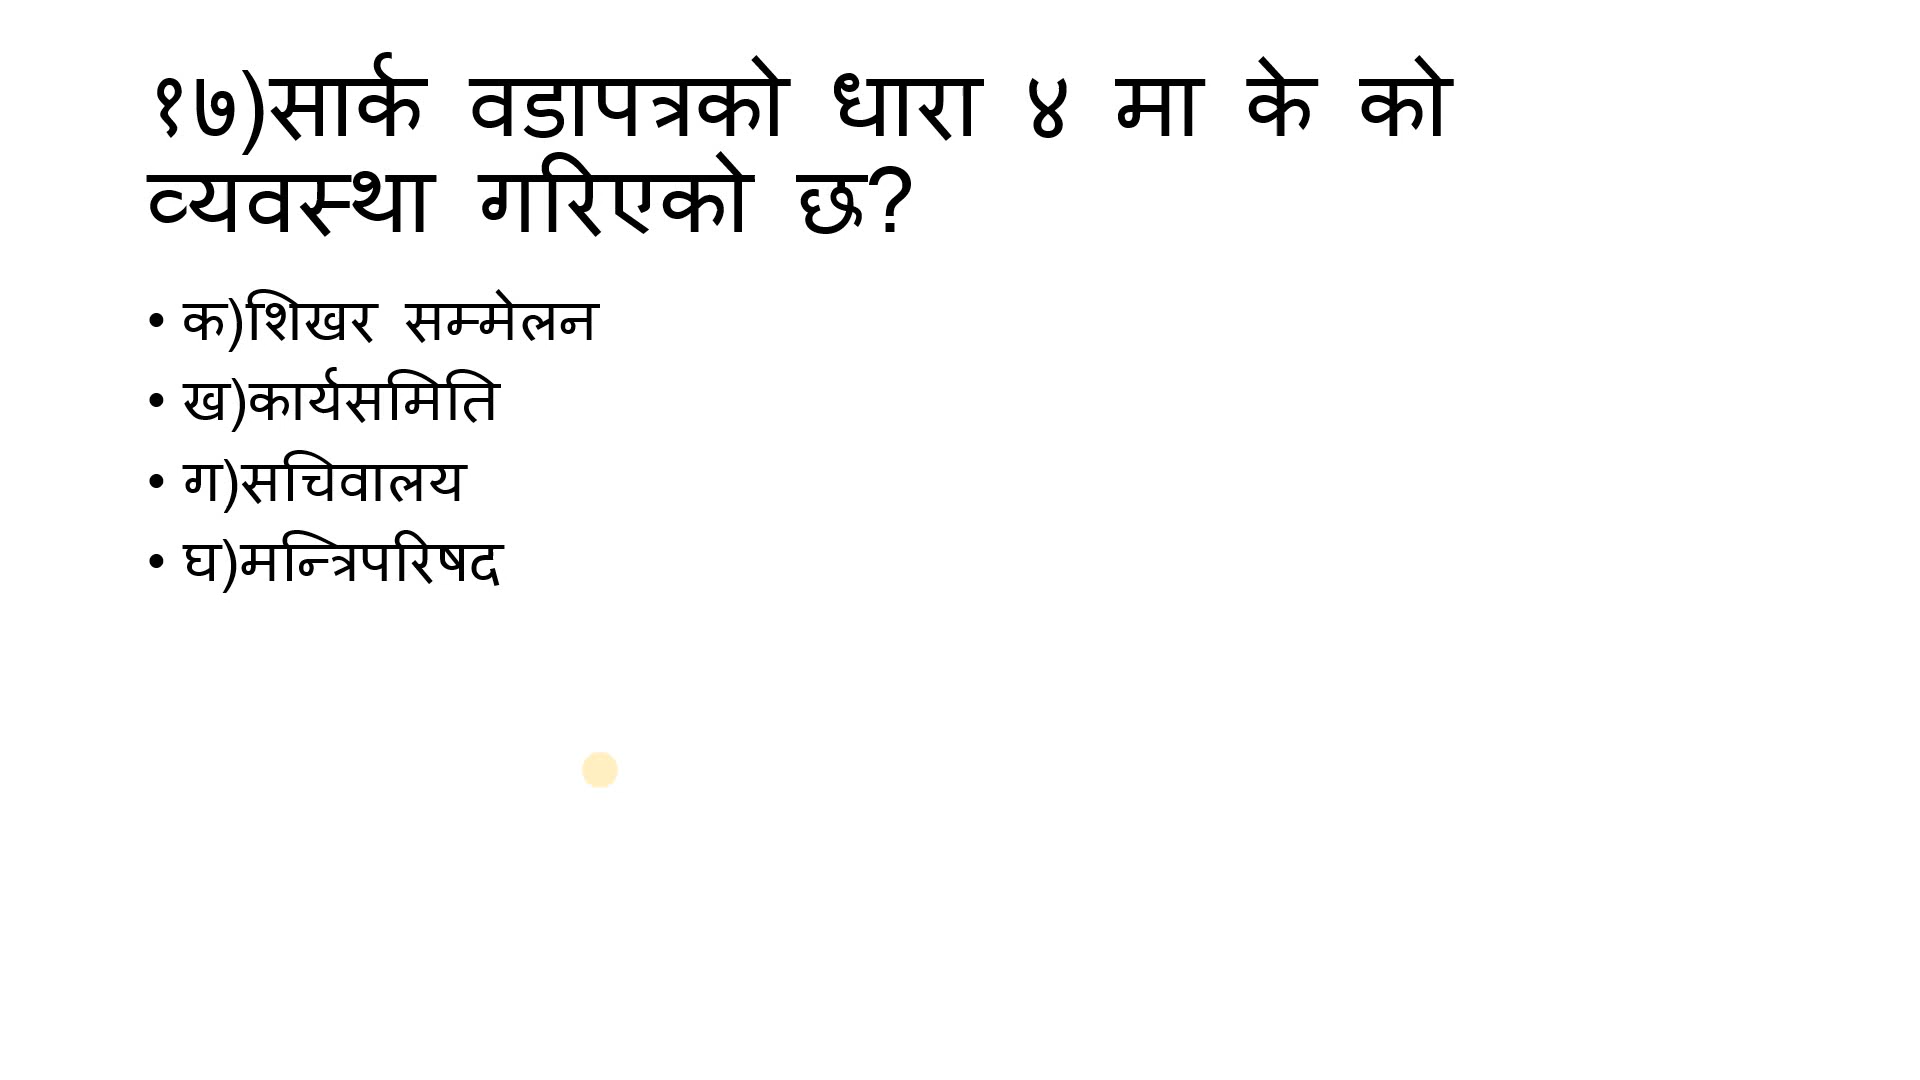 १७)सार्क वडापत्रको धारा ४ मा के को
व्यवस्था गरिएको छ?
• क)शिखर सम्मेलन
• ख)कार्यसमिति
• ग)सचिवालय
• घ)मन्त्रिपरिषद